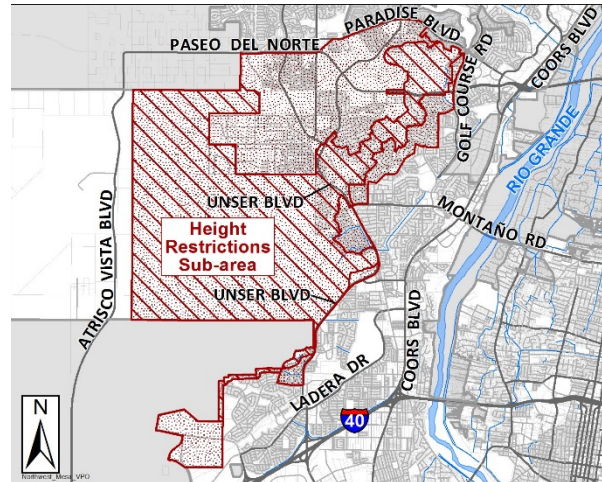 PARADISE BLVD
PASEO DEL NORTE
GOLF COURSE RD
COORS BLVD
RIO GRANDE
UNSER BLVD
MONTAÑO RD
Height
Restrictions
Sub-area
ATRISCO VISTA BLVD
UNSER BLVD
LADERA DR
COORS BLVD
40
N
Northwest_Mesa_VPO